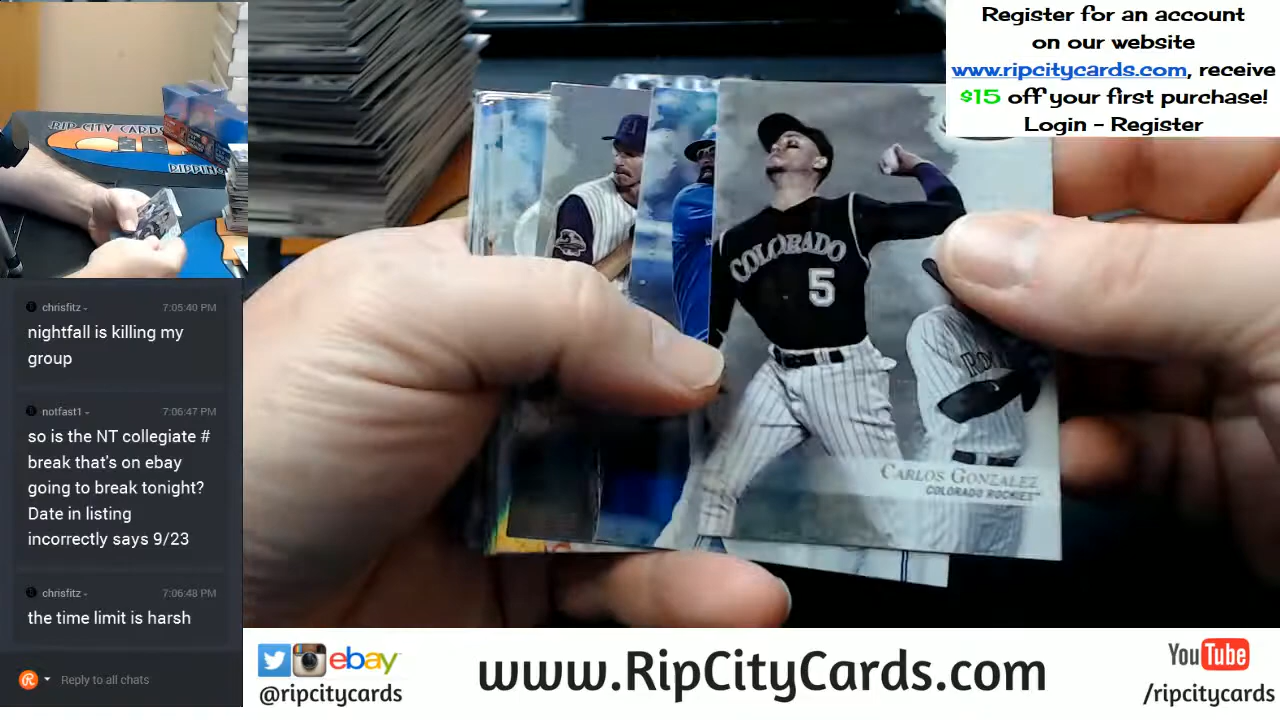 Register for an account
on our website
www.ripcitycards.com, receive
$15 off your first purchase!
Login - Register
RIP CITY CARDS
RIPPING
chrisfitz
7:05:40 PM
nightfall is killing my
group
notfast1
7:06:47 PM
so is the NT collegiate #
break that's on ebay
going to break tonight?
Date in listing
incorrectly says 9/23
chrisfitz
7:06:48 PM
the time limit is harsh
Reply to all chats
COLORADO
5
CARLOS GONZALEZ
COLORADO ROCKIES™
ebay
@ripcitycards
www.RipCityCards.com
YouTube
/ripcitycards